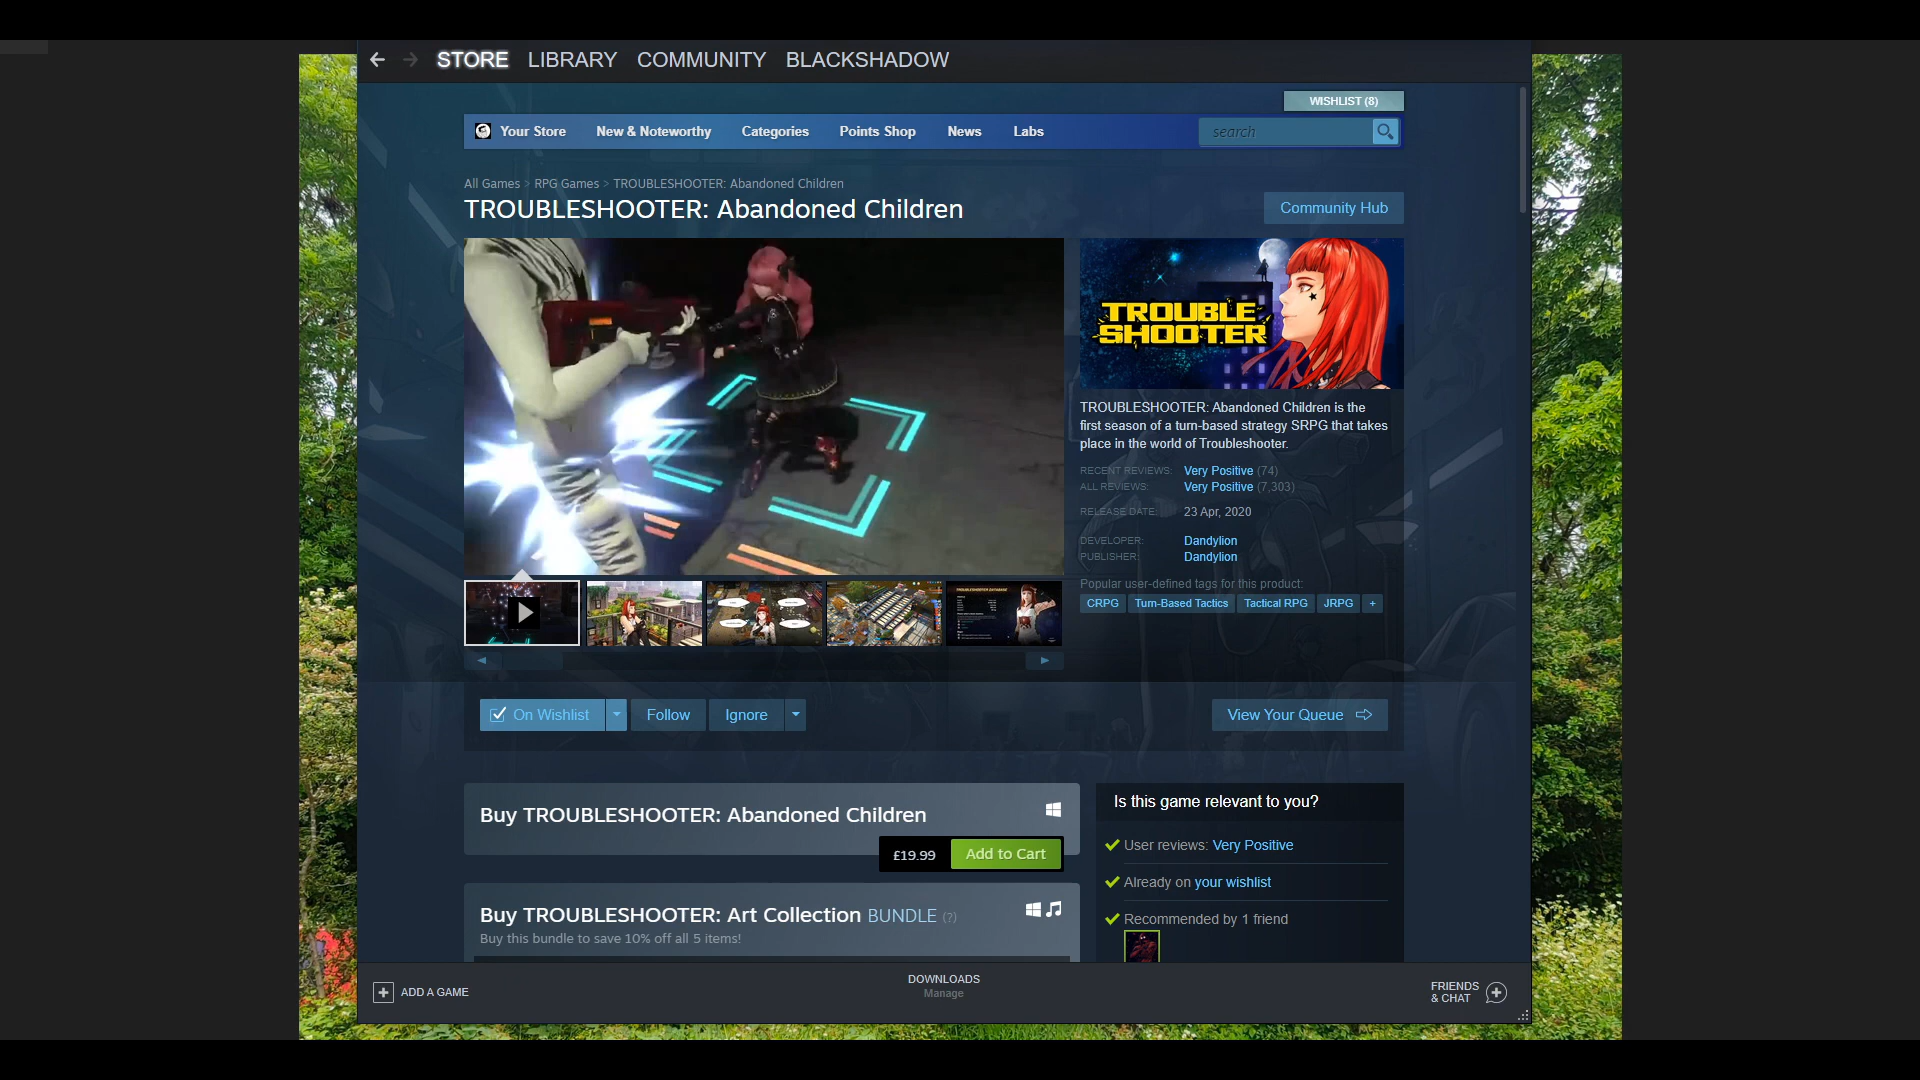 STORE LIBRARY COMMUNITY BLACKSHADOW
WISHLIST (8)
Your Store New & Noteworthy Categories Points Shop News Labs search
All Games > RPG Games > TROUBLESHOOTER: Abandoned Children
TROUBLESHOOTER: Abandoned Children
Community Hub
TROUBLE
SHOOTER
TROUBLESHOOTER: Abandoned Children is the
first season of a turn-based strategy SRPG that takes
place in the world of Troubleshooter.
RECENT REVIEWS: Very Positive (74)
ALL REVIEWS: Very Positive (7,303)
RELEASE DATE: 23 Apr, 2020
DEVELOPER: Dandylion
PUBLISHER: Dandylion
Popular user-defined tags for this product:
CRPG Turn-Based Tactics Tactical RPG JRPG +
TROUBLESHOOTER DATABASE
On Wishlist Follow Ignore View Your Queue
Buy TROUBLESHOOTER: Abandoned Children
£19.99 Add to Cart
Buy TROUBLESHOOTER: Art Collection BUNDLE (?)
Buy this bundle to save 10% off all 5 items!
Is this game relevant to you?
User reviews: Very Positive
Already on your wishlist
Recommended by 1 friend
ADD A GAME
DOWNLOADS
Manage
FRIENDS
& CHAT